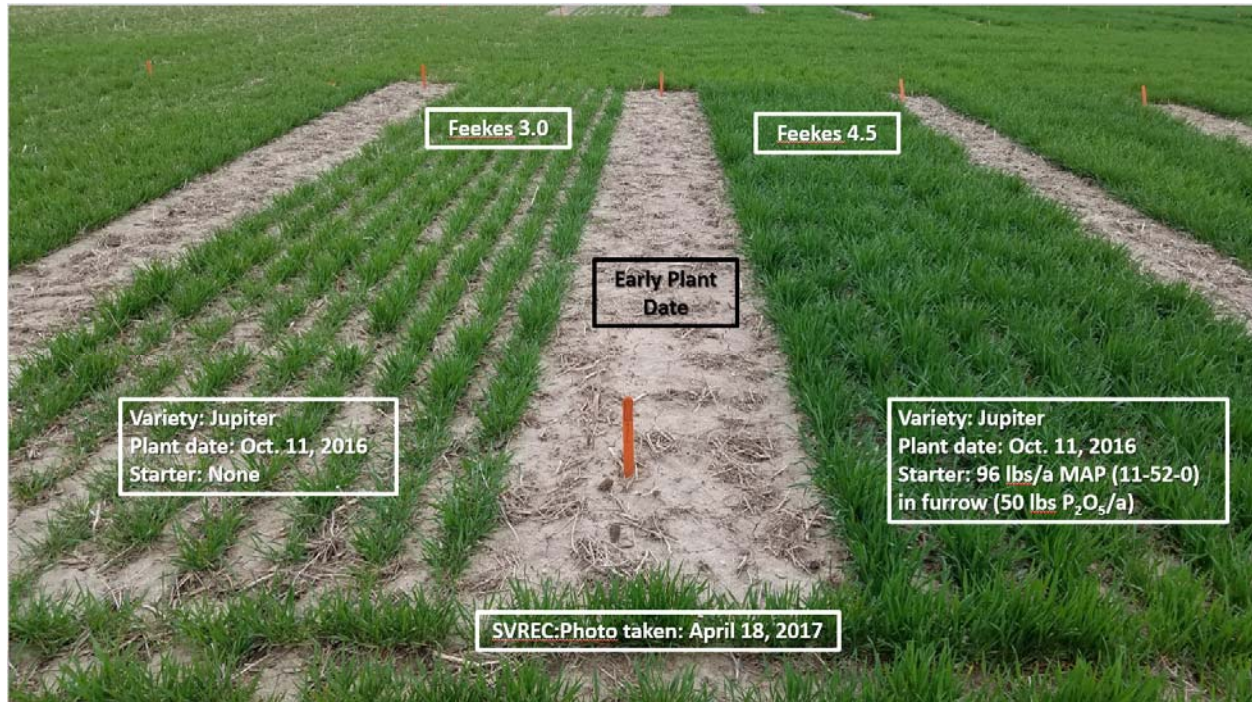 Feekes 3.0
Feekes 4.5
Early Plant
Date
Variety: Jupiter
Plant date: Oct. 11, 2016
Starter: None
Variety: Jupiter
Plant date: Oct. 11, 2016
Starter: 96 lbs/a MAP (11-52-0)
in furrow (50 lbs P₂O₅/a)
SVREC:Photo taken: April 18, 2017